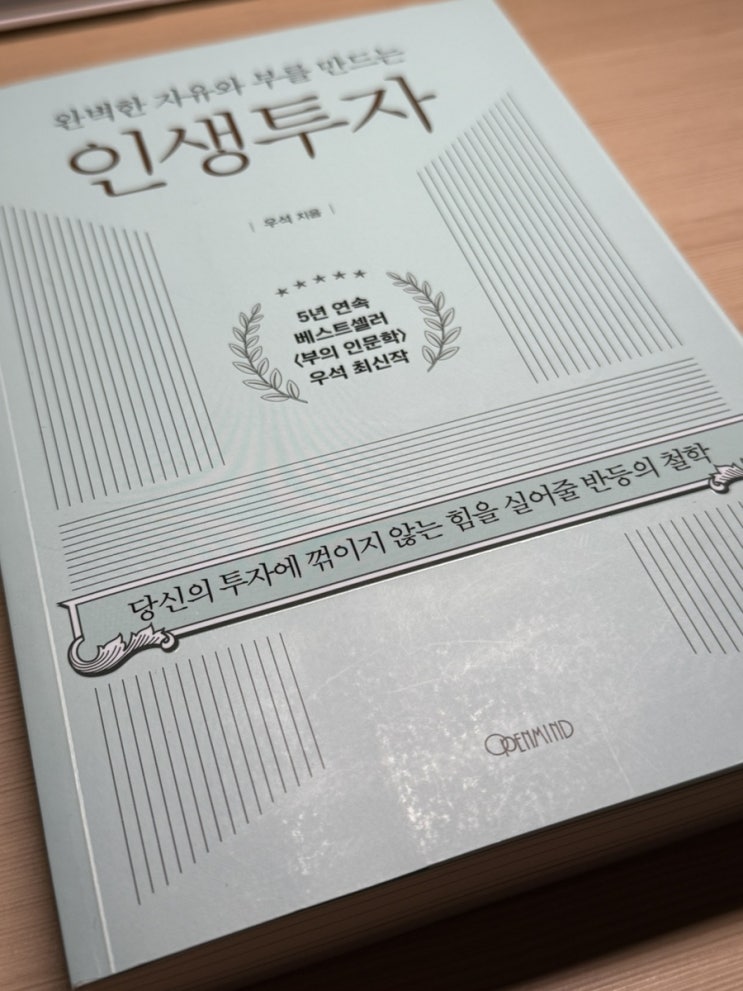 완벽한 자유와 부를 만드는
인생투자
| 우석 지음 |
★★★★★
5년 연속
베스트셀러
〈부의 인문학〉
우석 최신작
당신의 투자에 꺾이지 않는 힘을 실어줄 반등의 철학
OPENMIND